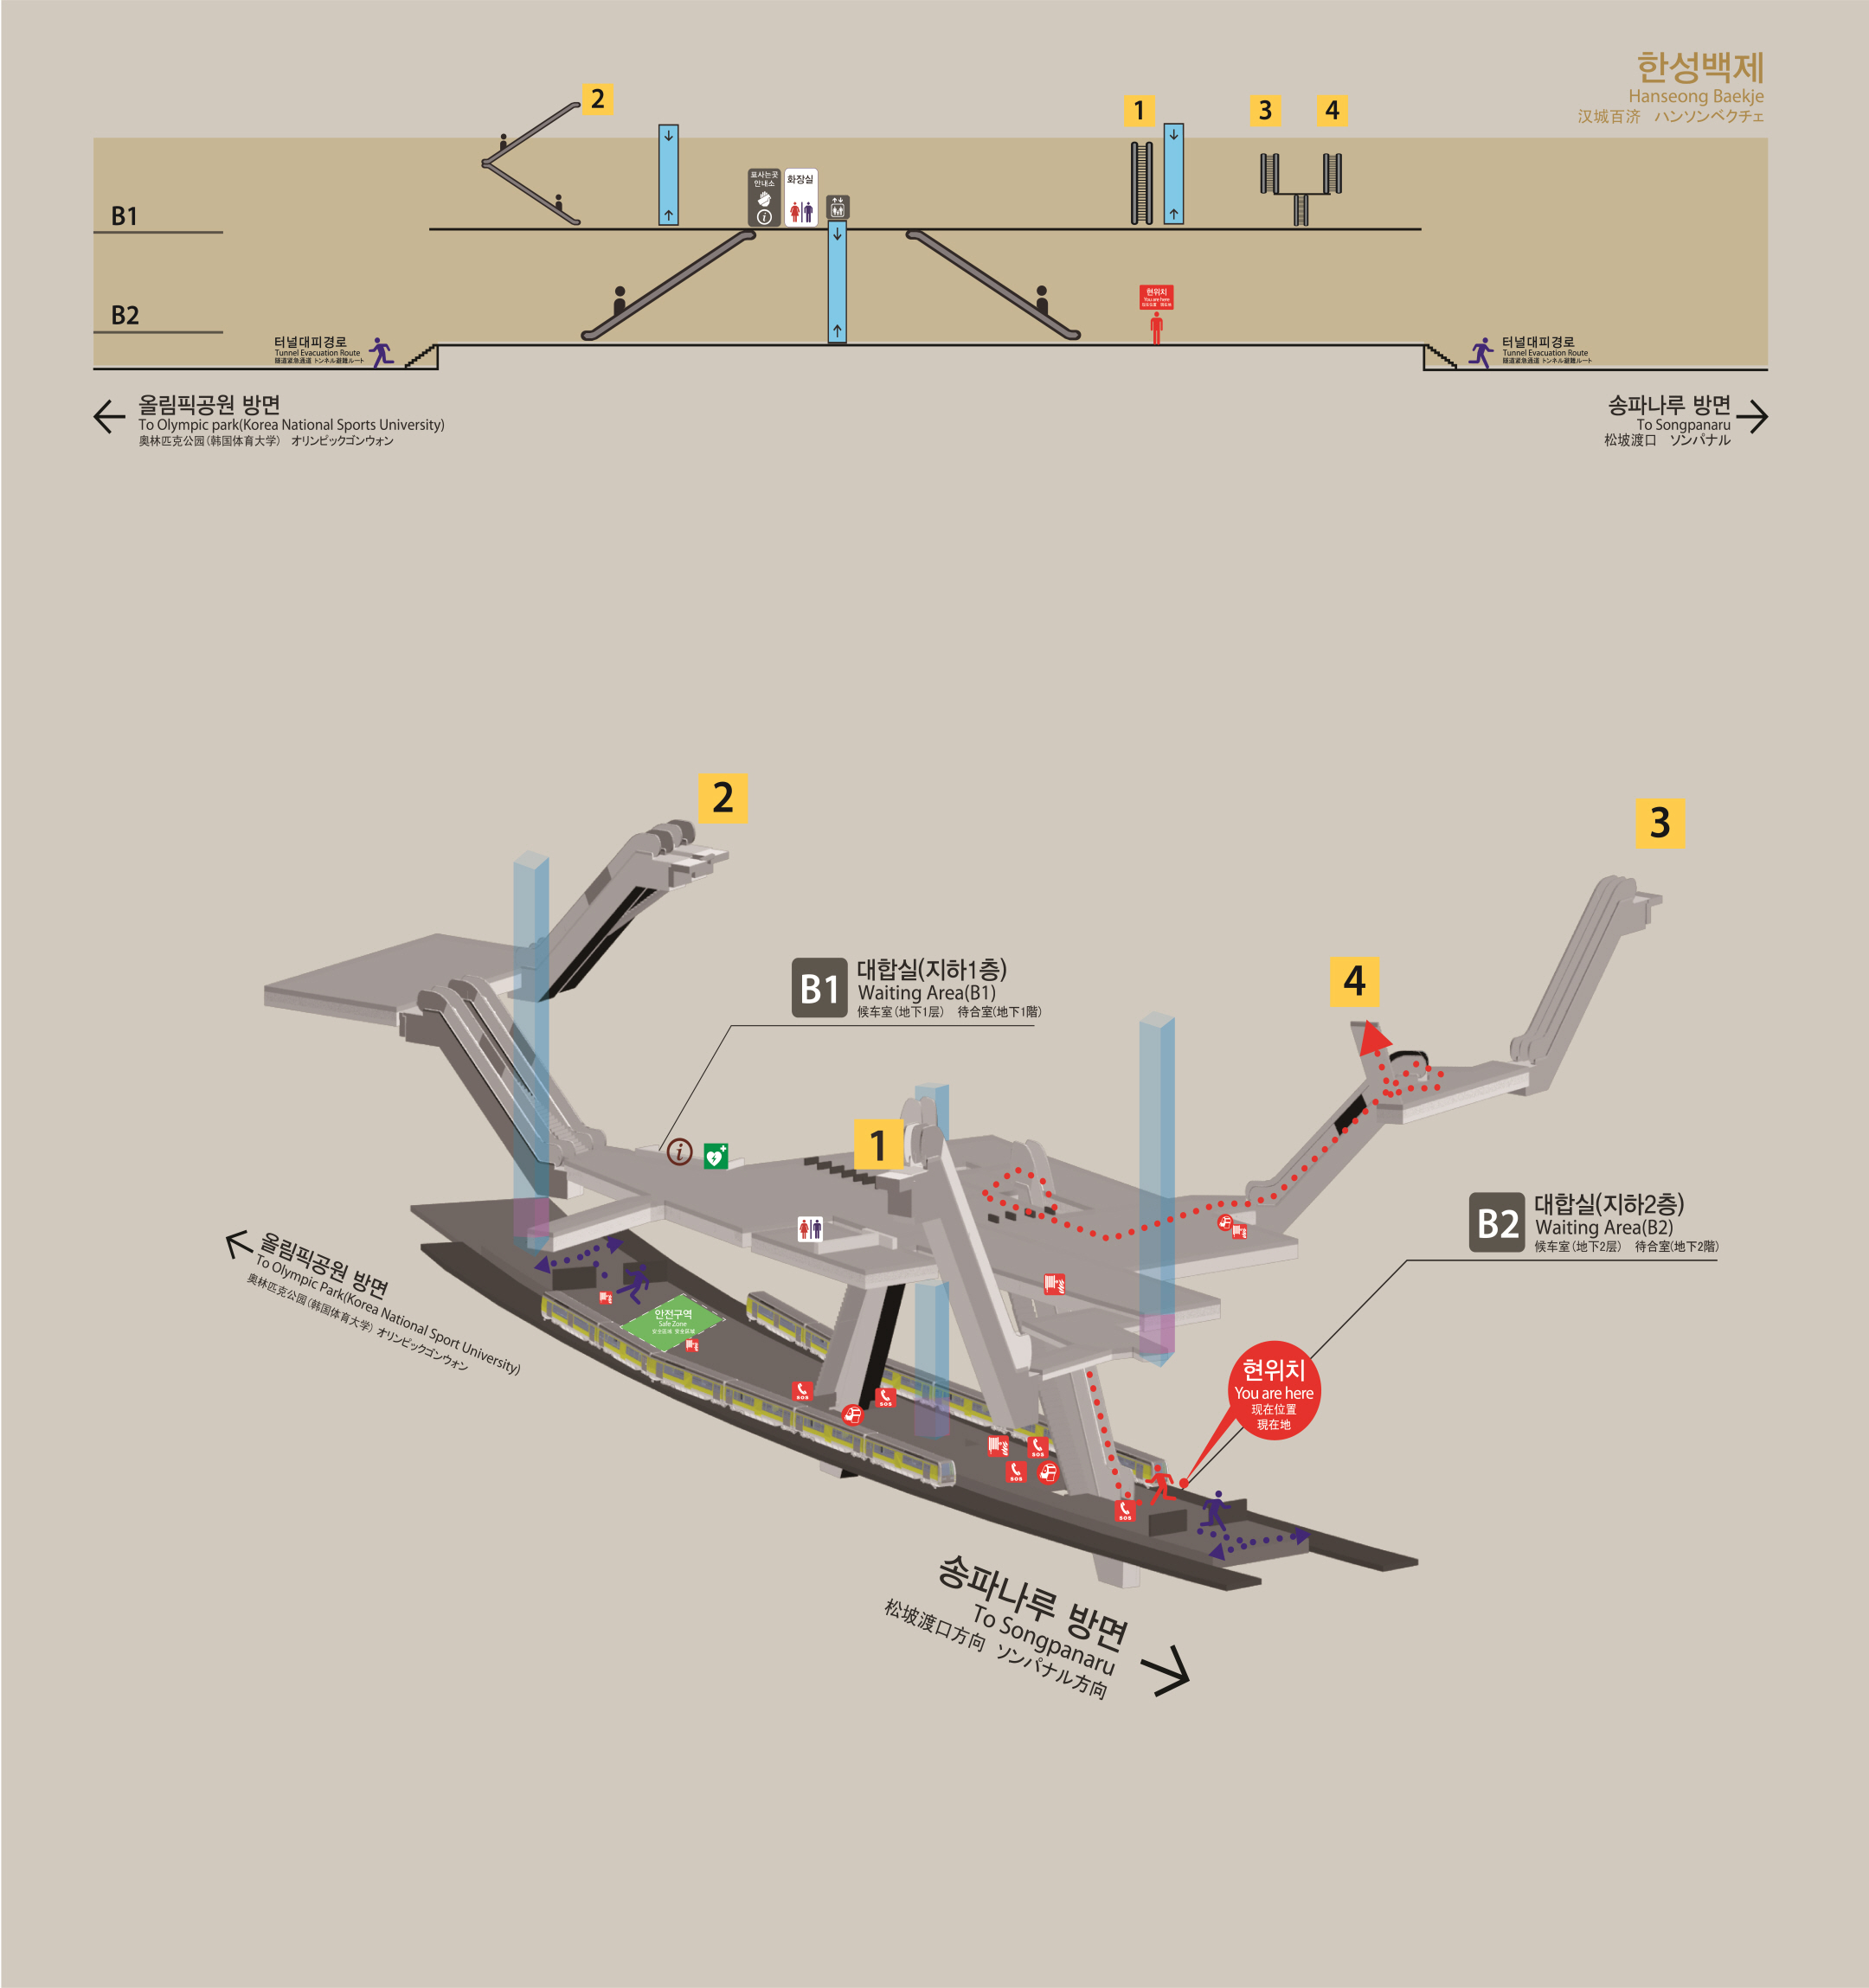 한성백제
Hanseong Baekje
汉城百济 ハンソンベクチェ
2
1
3
4
표사는곳
안내소
화장실
B1
B2
현위치
You are here
터널대피경로
Tunnel Evacuation Route
隧道紧急通道 トンネル避難ルート
터널대피경로
Tunnel Evacuation Route
隧道紧急通道 トンネル避難ルート
올림픽공원 방면
To Olympic park(Korea National Sports University)
奥林匹克公园(韩国体育大学) オリンピックゴンウォン
송파나루 방면
To Songpanaru
松坡渡口 ソンパナル
2
3
B1 대합실(지하1층)
Waiting Area(B1)
候车室(地下1层) 待合室(地下1階)
4
1
B2 대합실(지하2층)
Waiting Area(B2)
候车室(地下2层) 待合室(地下2階)
올림픽공원 방면
To Olympic Park(Korea National Sport University)
奥林匹克公园(韩国体育大学) オリンピックゴンウォン
안전구역
Safe Zone
安全区域 安全區域
현위치
You are here
现在位置
現在地
SOS
SOS
SOS
SOS
SOS
송파나루 방면
To Songpanaru
松坡渡口方向 ソンパナル方向